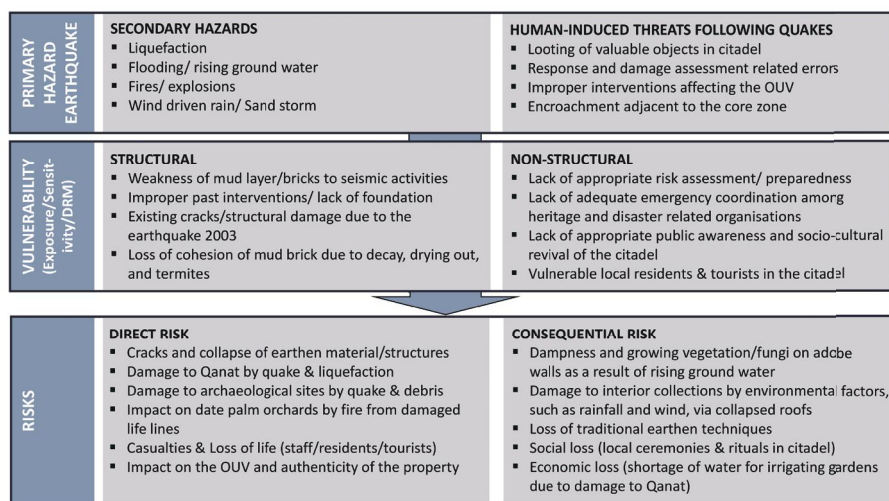 PRIMARY
HAZARD
EARTHQUAKE
SECONDARY HAZARDS
▪ Liquefaction
▪ Flooding/ rising ground water
▪ Fires/ explosions
▪ Wind driven rain/ Sand storm
HUMAN-INDUCED THREATS FOLLOWING QUAKES
▪ Looting of valuable objects in citadel
▪ Response and damage assessment related errors
▪ Improper interventions affecting the OUV
▪ Encroachment adjacent to the core zone
VULNERABILITY
(Exposure/Sensit-
ivity/DRM)
STRUCTURAL
▪ Weakness of mud layer/bricks to seismic activities
▪ Improper past interventions/ lack of foundation
▪ Existing cracks/structural damage due to the
earthquake 2003
▪ Loss of cohesion of mud brick due to decay, drying out,
and termites
NON-STRUCTURAL
▪ Lack of appropriate risk assessment/ preparedness
▪ Lack of adequate emergency coordination among
heritage and disaster related organisations
▪ Lack of appropriate public awareness and socio-cultural
revival of the citadel
▪ Vulnerable local residents & tourists in the citadel
RISKS
DIRECT RISK
▪ Cracks and collapse of earthen material/structures
▪ Damage to Qanat by quake & liquefaction
▪ Damage to archaeological sites by quake & debris
▪ Impact on date palm orchards by fire from damaged
life lines
▪ Casualties & Loss of life (staff/residents/tourists)
▪ Impact on the OUV and authenticity of the property
CONSEQUENTIAL RISK
▪ Dampness and growing vegetation/fungi on adobe
walls as a result of rising ground water
▪ Damage to interior collections by environmental factors,
such as rainfall and wind, via collapsed roofs
▪ Loss of traditional earthen techniques
▪ Social loss (local ceremonies & rituals in citadel)
▪ Economic loss (shortage of water for irrigating gardens
due to damage to Qanat)